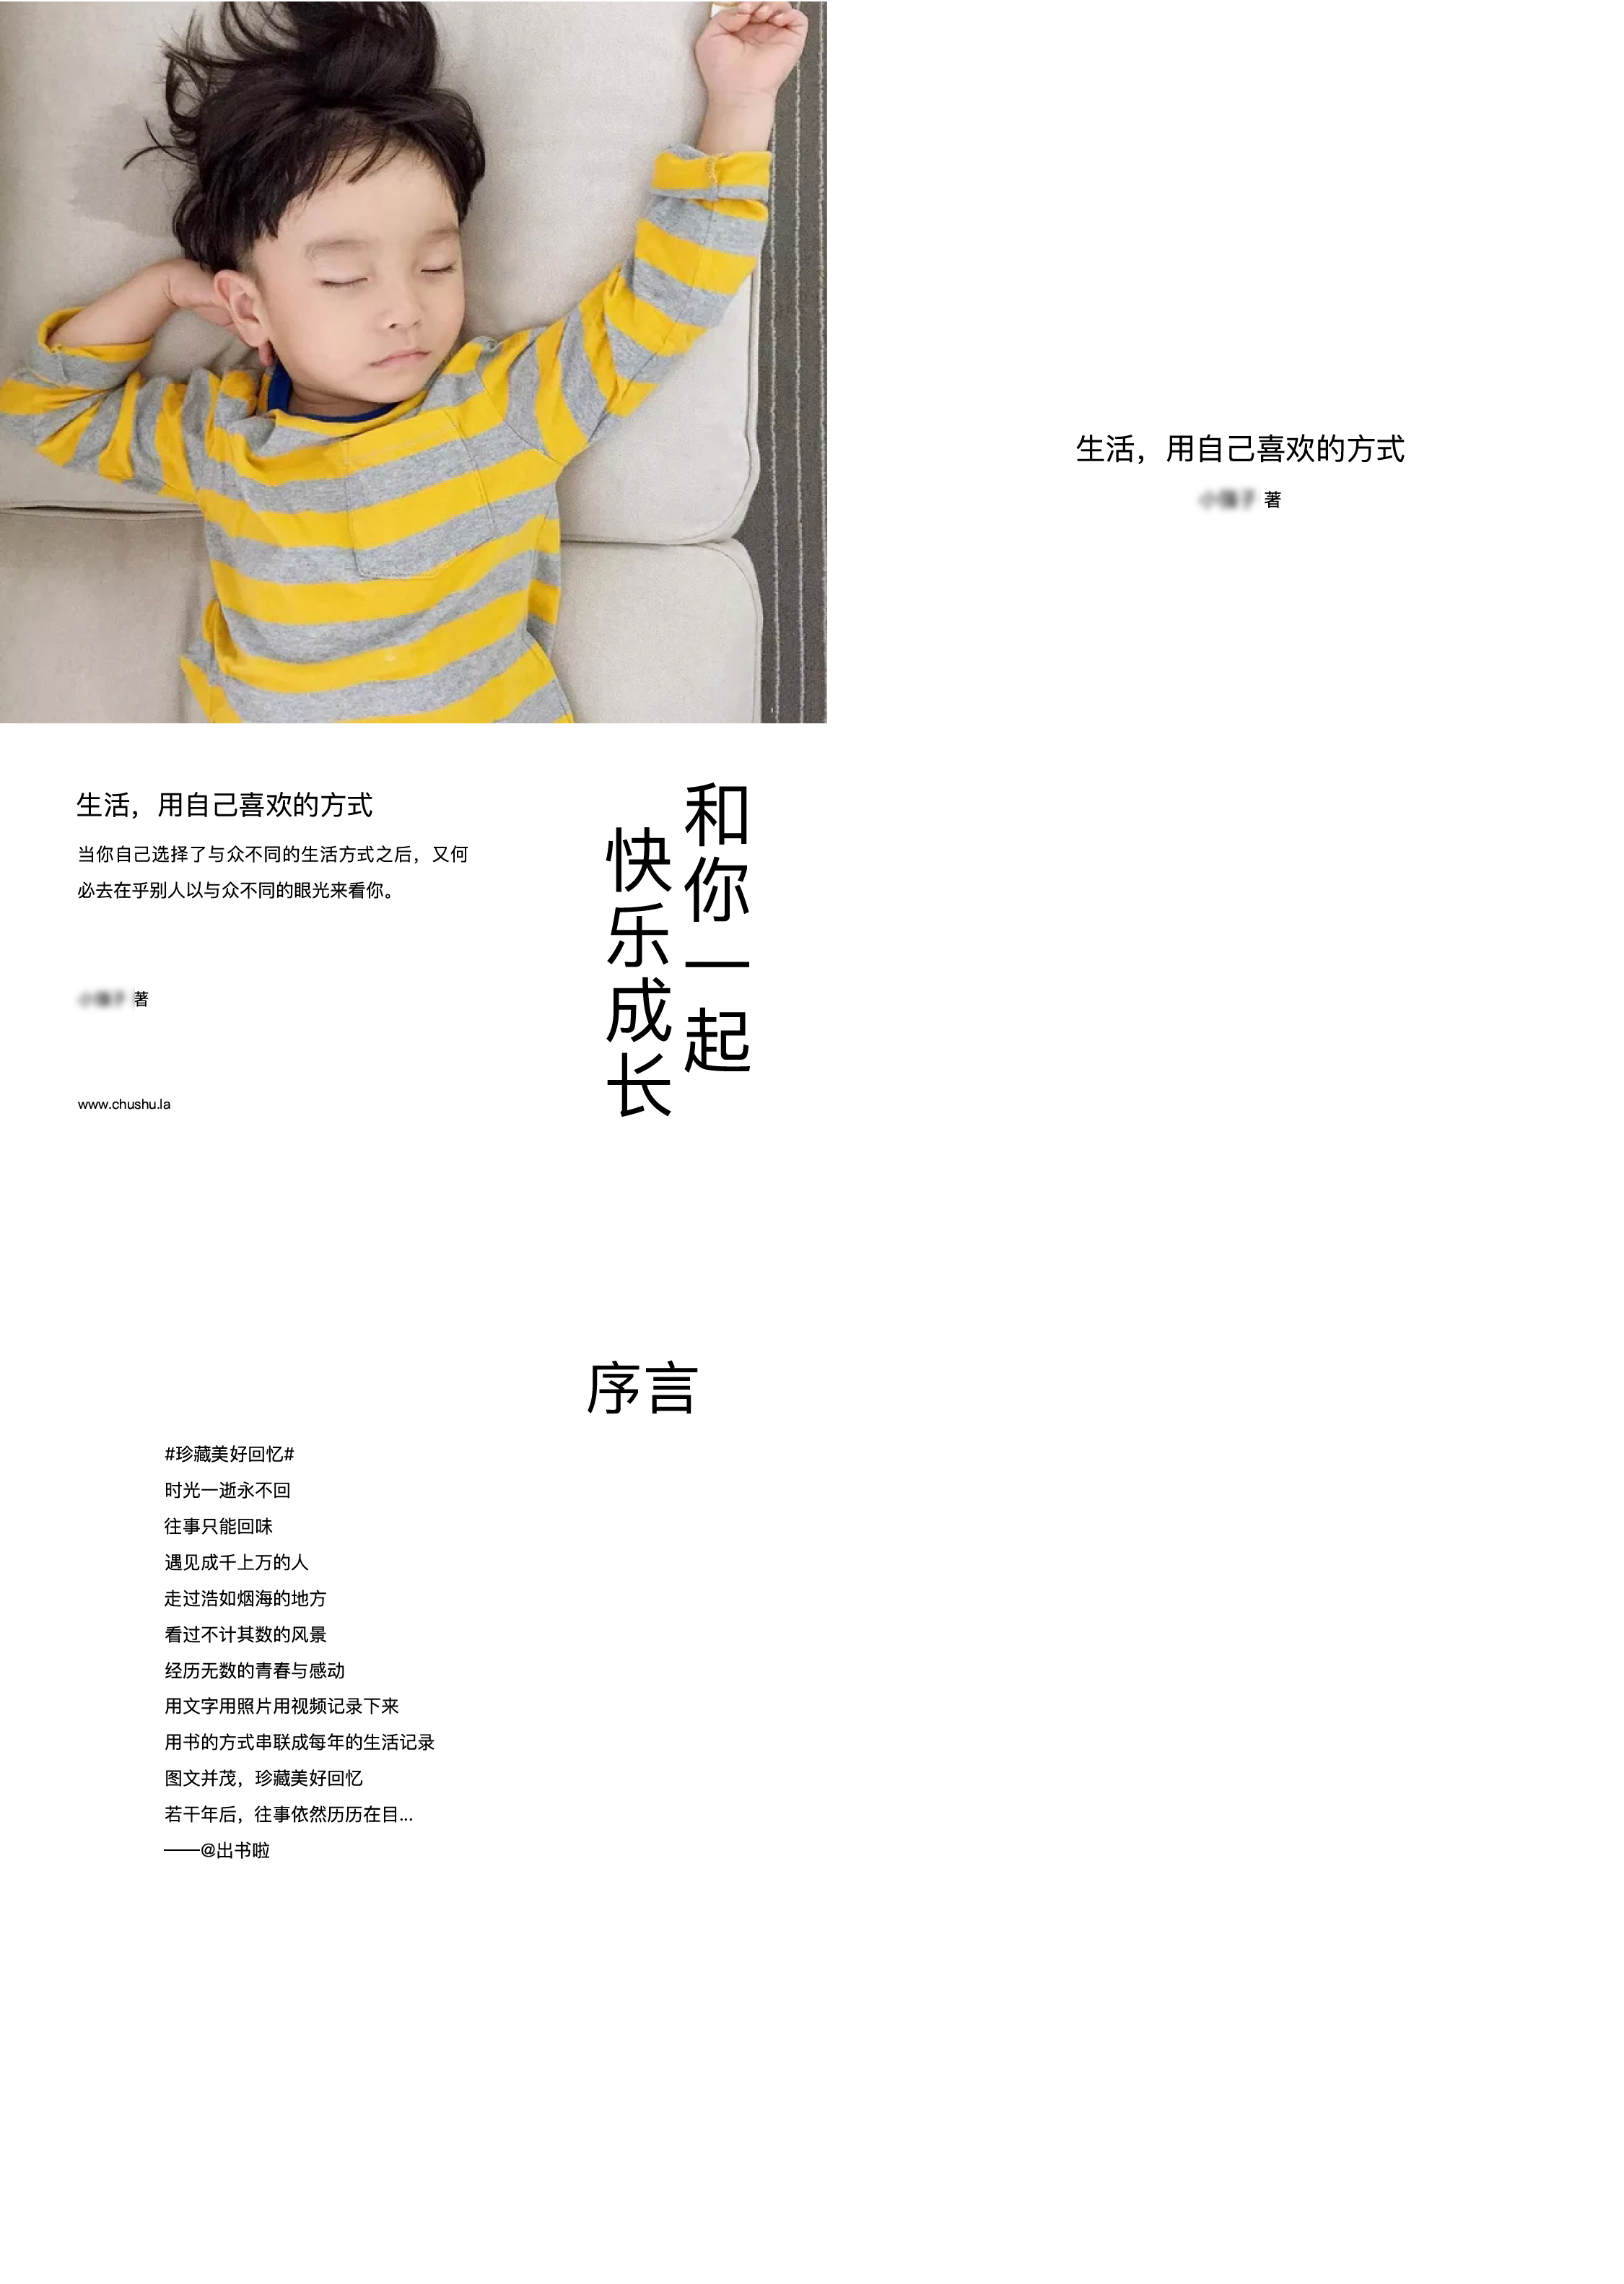 生活，用自己喜欢的方式
著
生活，用自己喜欢的方式
当你自己选择了与众不同的生活方式之后，又何
必去在乎别人以与众不同的眼光来看你。
著
www.chushu.la
和你一起
快乐成长
序言
#珍藏美好回忆#
时光一逝永不回
往事只能回味
遇见成千上万的人
走过浩如烟海的地方
看过不计其数的风景
经历无数的青春与感动
用文字用照片用视频记录下来
用书的方式串联成每年的生活记录
图文并茂，珍藏美好回忆
若干年后，往事依然历历在目...
——@出书啦